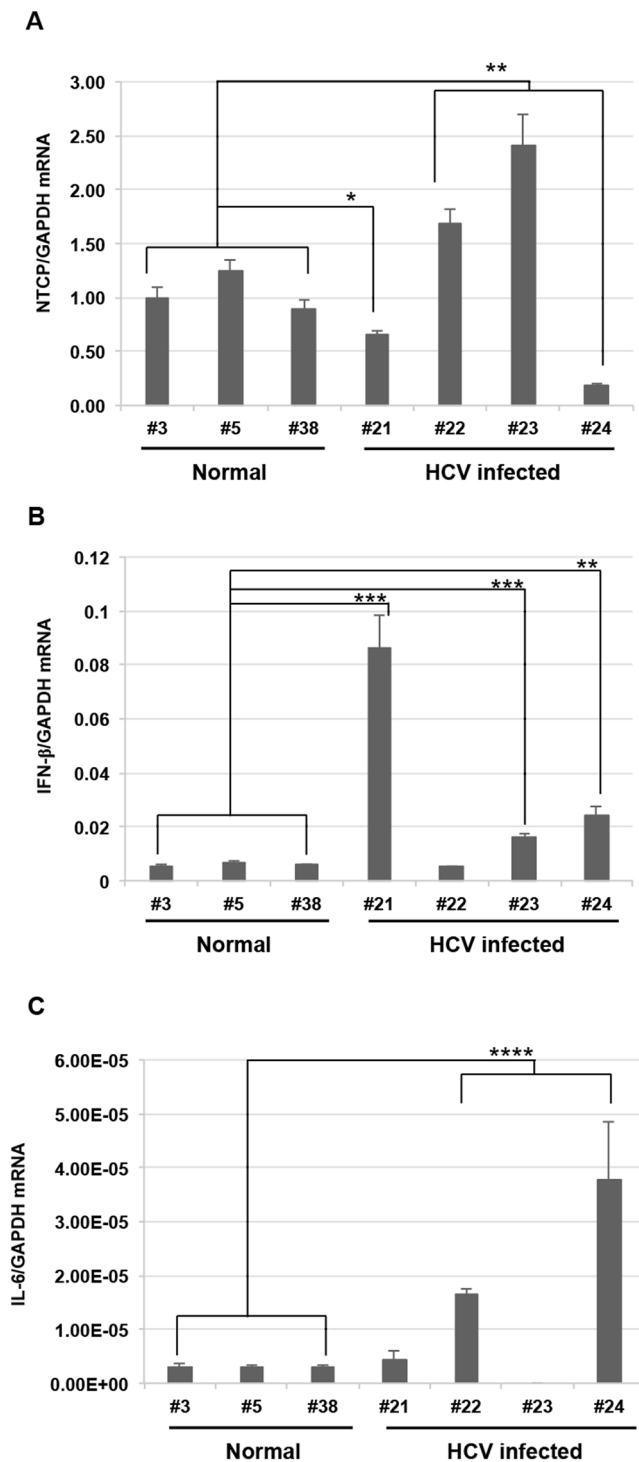 A
**
3.00
2.50
2.00
*
1.50
1.00
0.50
0.00
NTCP/GAPDH mRNA
#3 #5 #38 #21 #22 #23 #24
Normal HCV infected
B
0.12
**
***
***
0.1
0.08
0.06
0.04
0.02
0
IFN-β/GAPDH mRNA
#3 #5 #38 #21 #22 #23 #24
Normal HCV infected
C
****
6.00E-05
5.00E-05
4.00E-05
3.00E-05
2.00E-05
1.00E-05
0.00E+00
IL-6/GAPDH mRNA
#3 #5 #38 #21 #22 #23 #24
Normal HCV infected